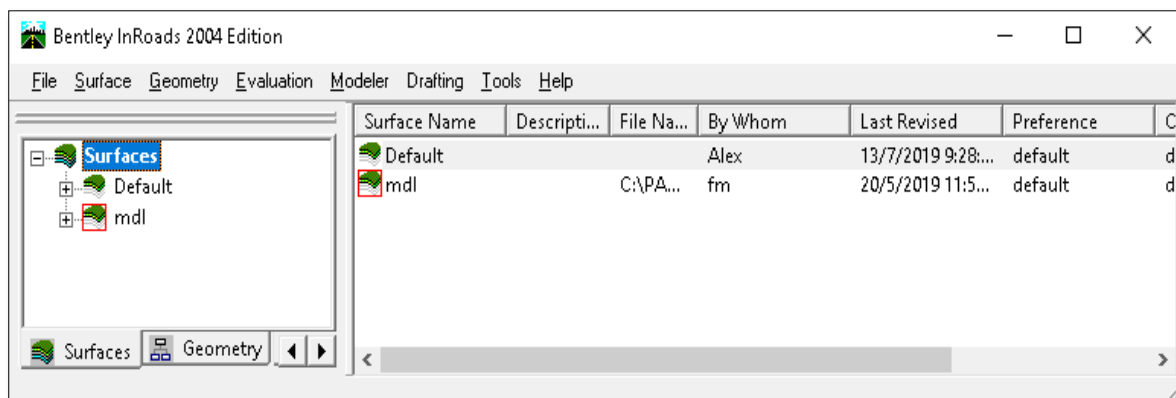 Bentley InRoads 2004 Edition
File Surface Geometry Evaluation Modeler Drafting Tools Help
Surface Name Descripti... File Na... By Whom Last Revised Preference C
Surfaces
Default
mdl
Default Alex 13/7/2019 9:28:... default d
mdl C:\PA... fm 20/5/2019 11:5... default d
Surfaces Geometry